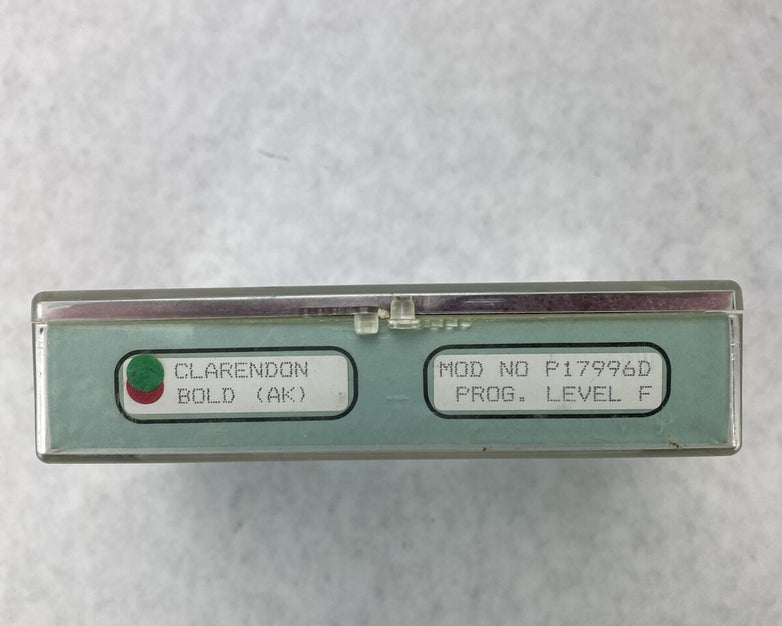 CLARENDON
BOLD (AK)
MOD NO P17996D
PROG. LEVEL F